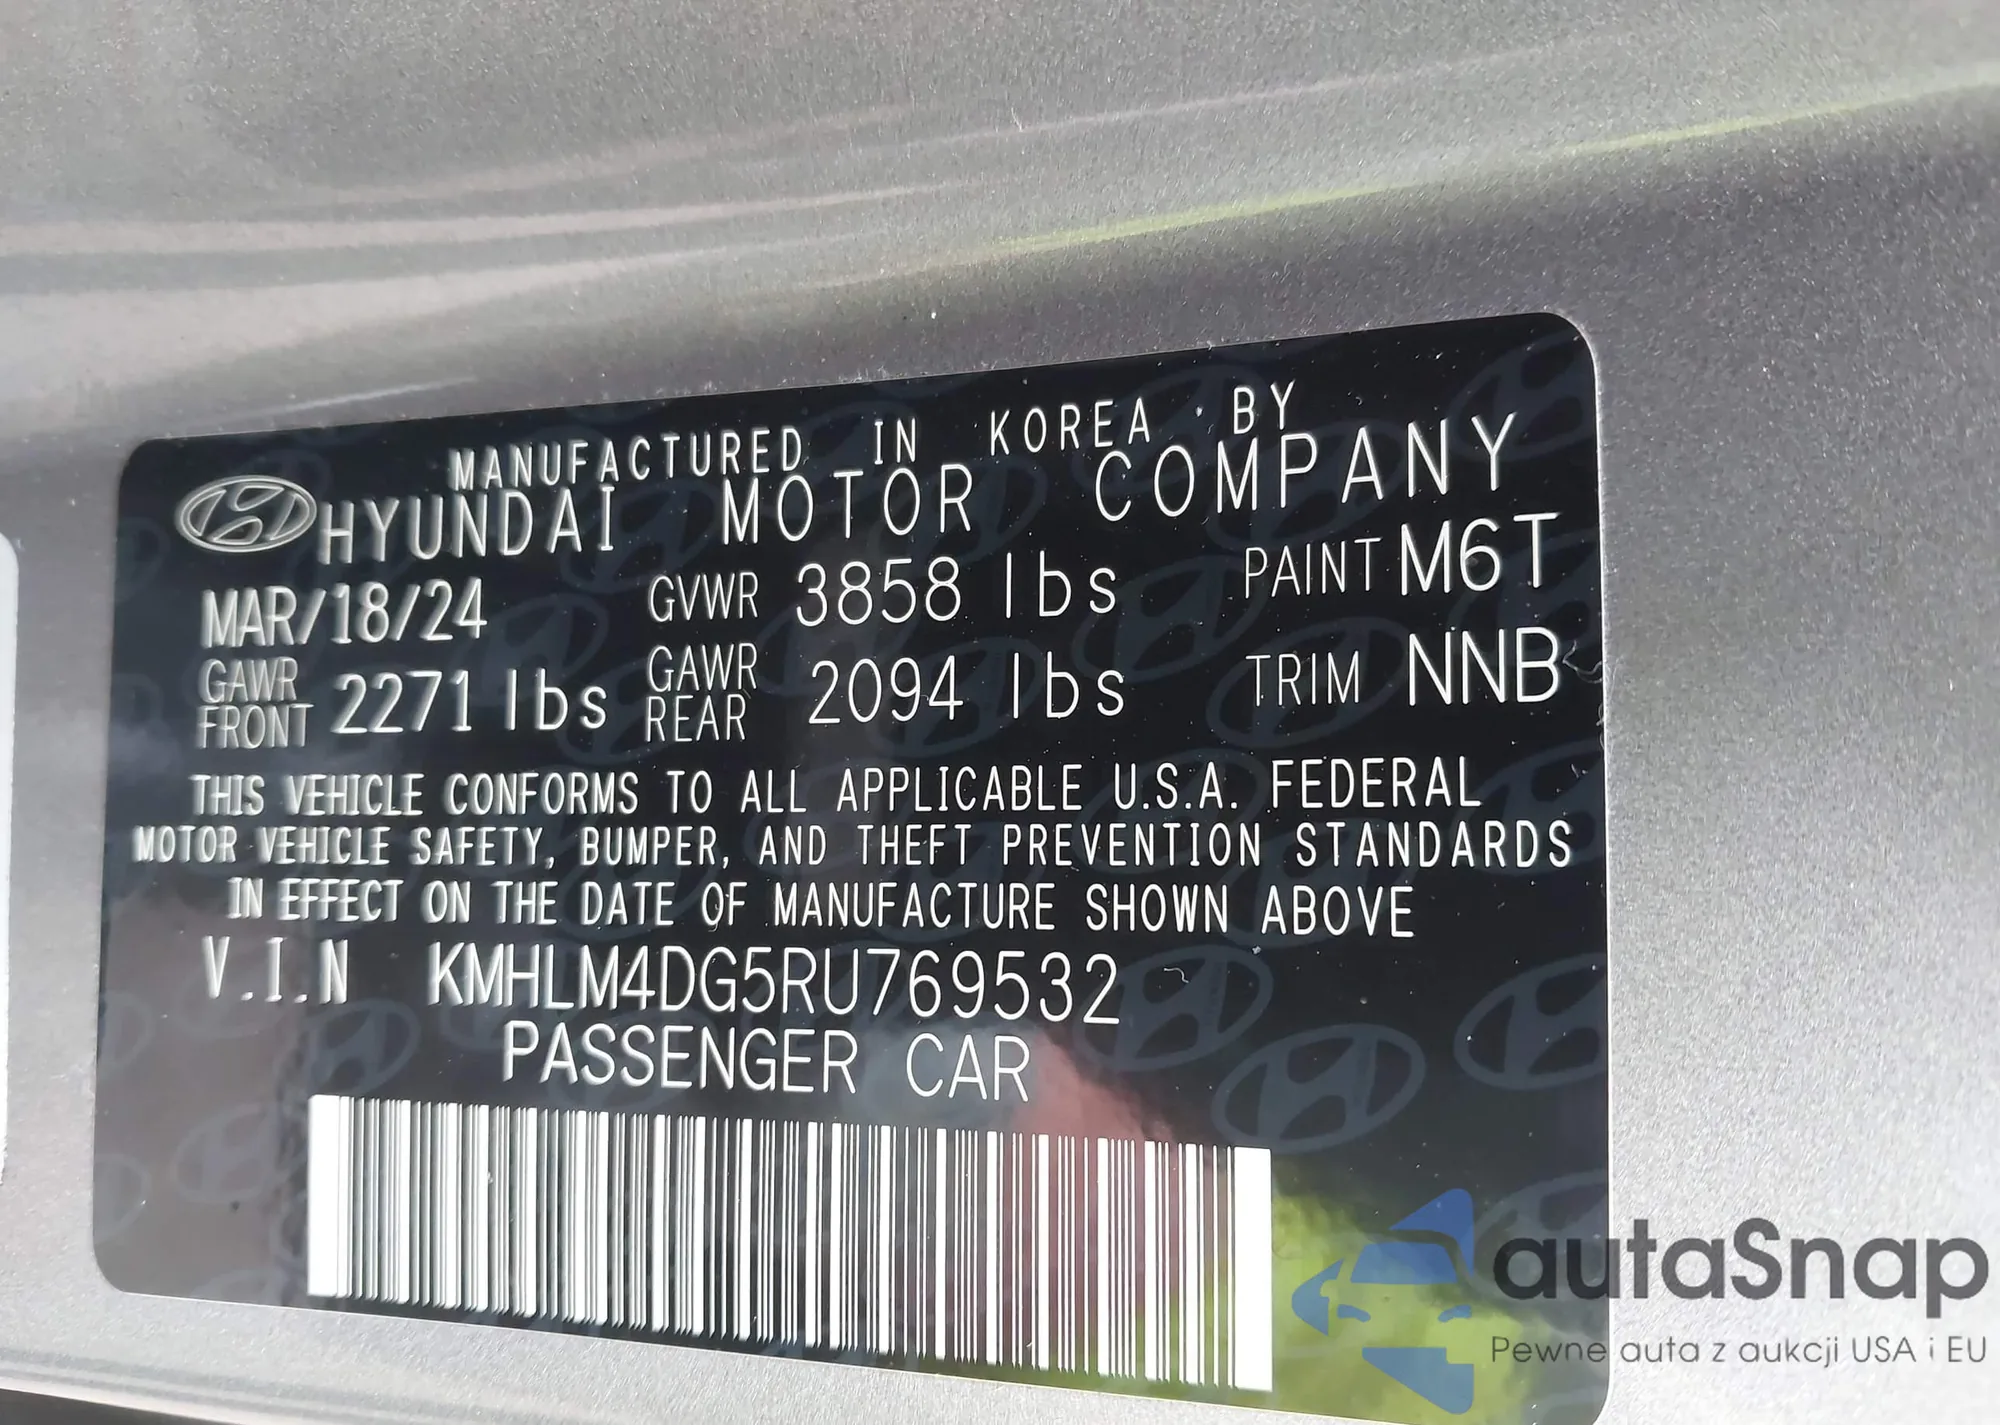 MANUFACTURED IN KOREA BY
HYUNDAI MOTOR COMPANY
MAR/18/24 GVWR 3858 lbs PAINT M6T
GAWR FRONT 2271 lbs GAWR REAR 2094 lbs TRIM NNB
THIS VEHICLE CONFORMS TO ALL APPLICABLE U.S.A. FEDERAL
MOTOR VEHICLE SAFETY, BUMPER, AND THEFT PREVENTION STANDARDS
IN EFFECT ON THE DATE OF MANUFACTURE SHOWN ABOVE
V.I.N KMHLM4DG5RU769532
PASSENGER CAR
autaSnap
Pewne auta z aukcji USA i EU